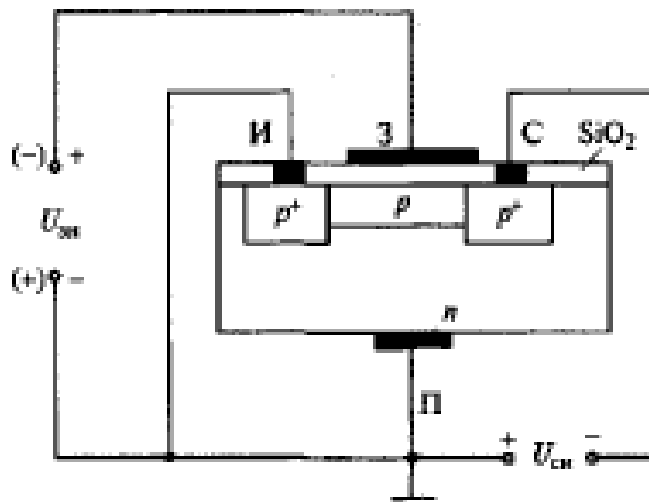 И З С SiO₂
(−) +
p⁺ p p⁺
Uзи
(+) −
n
П
+ Uси −